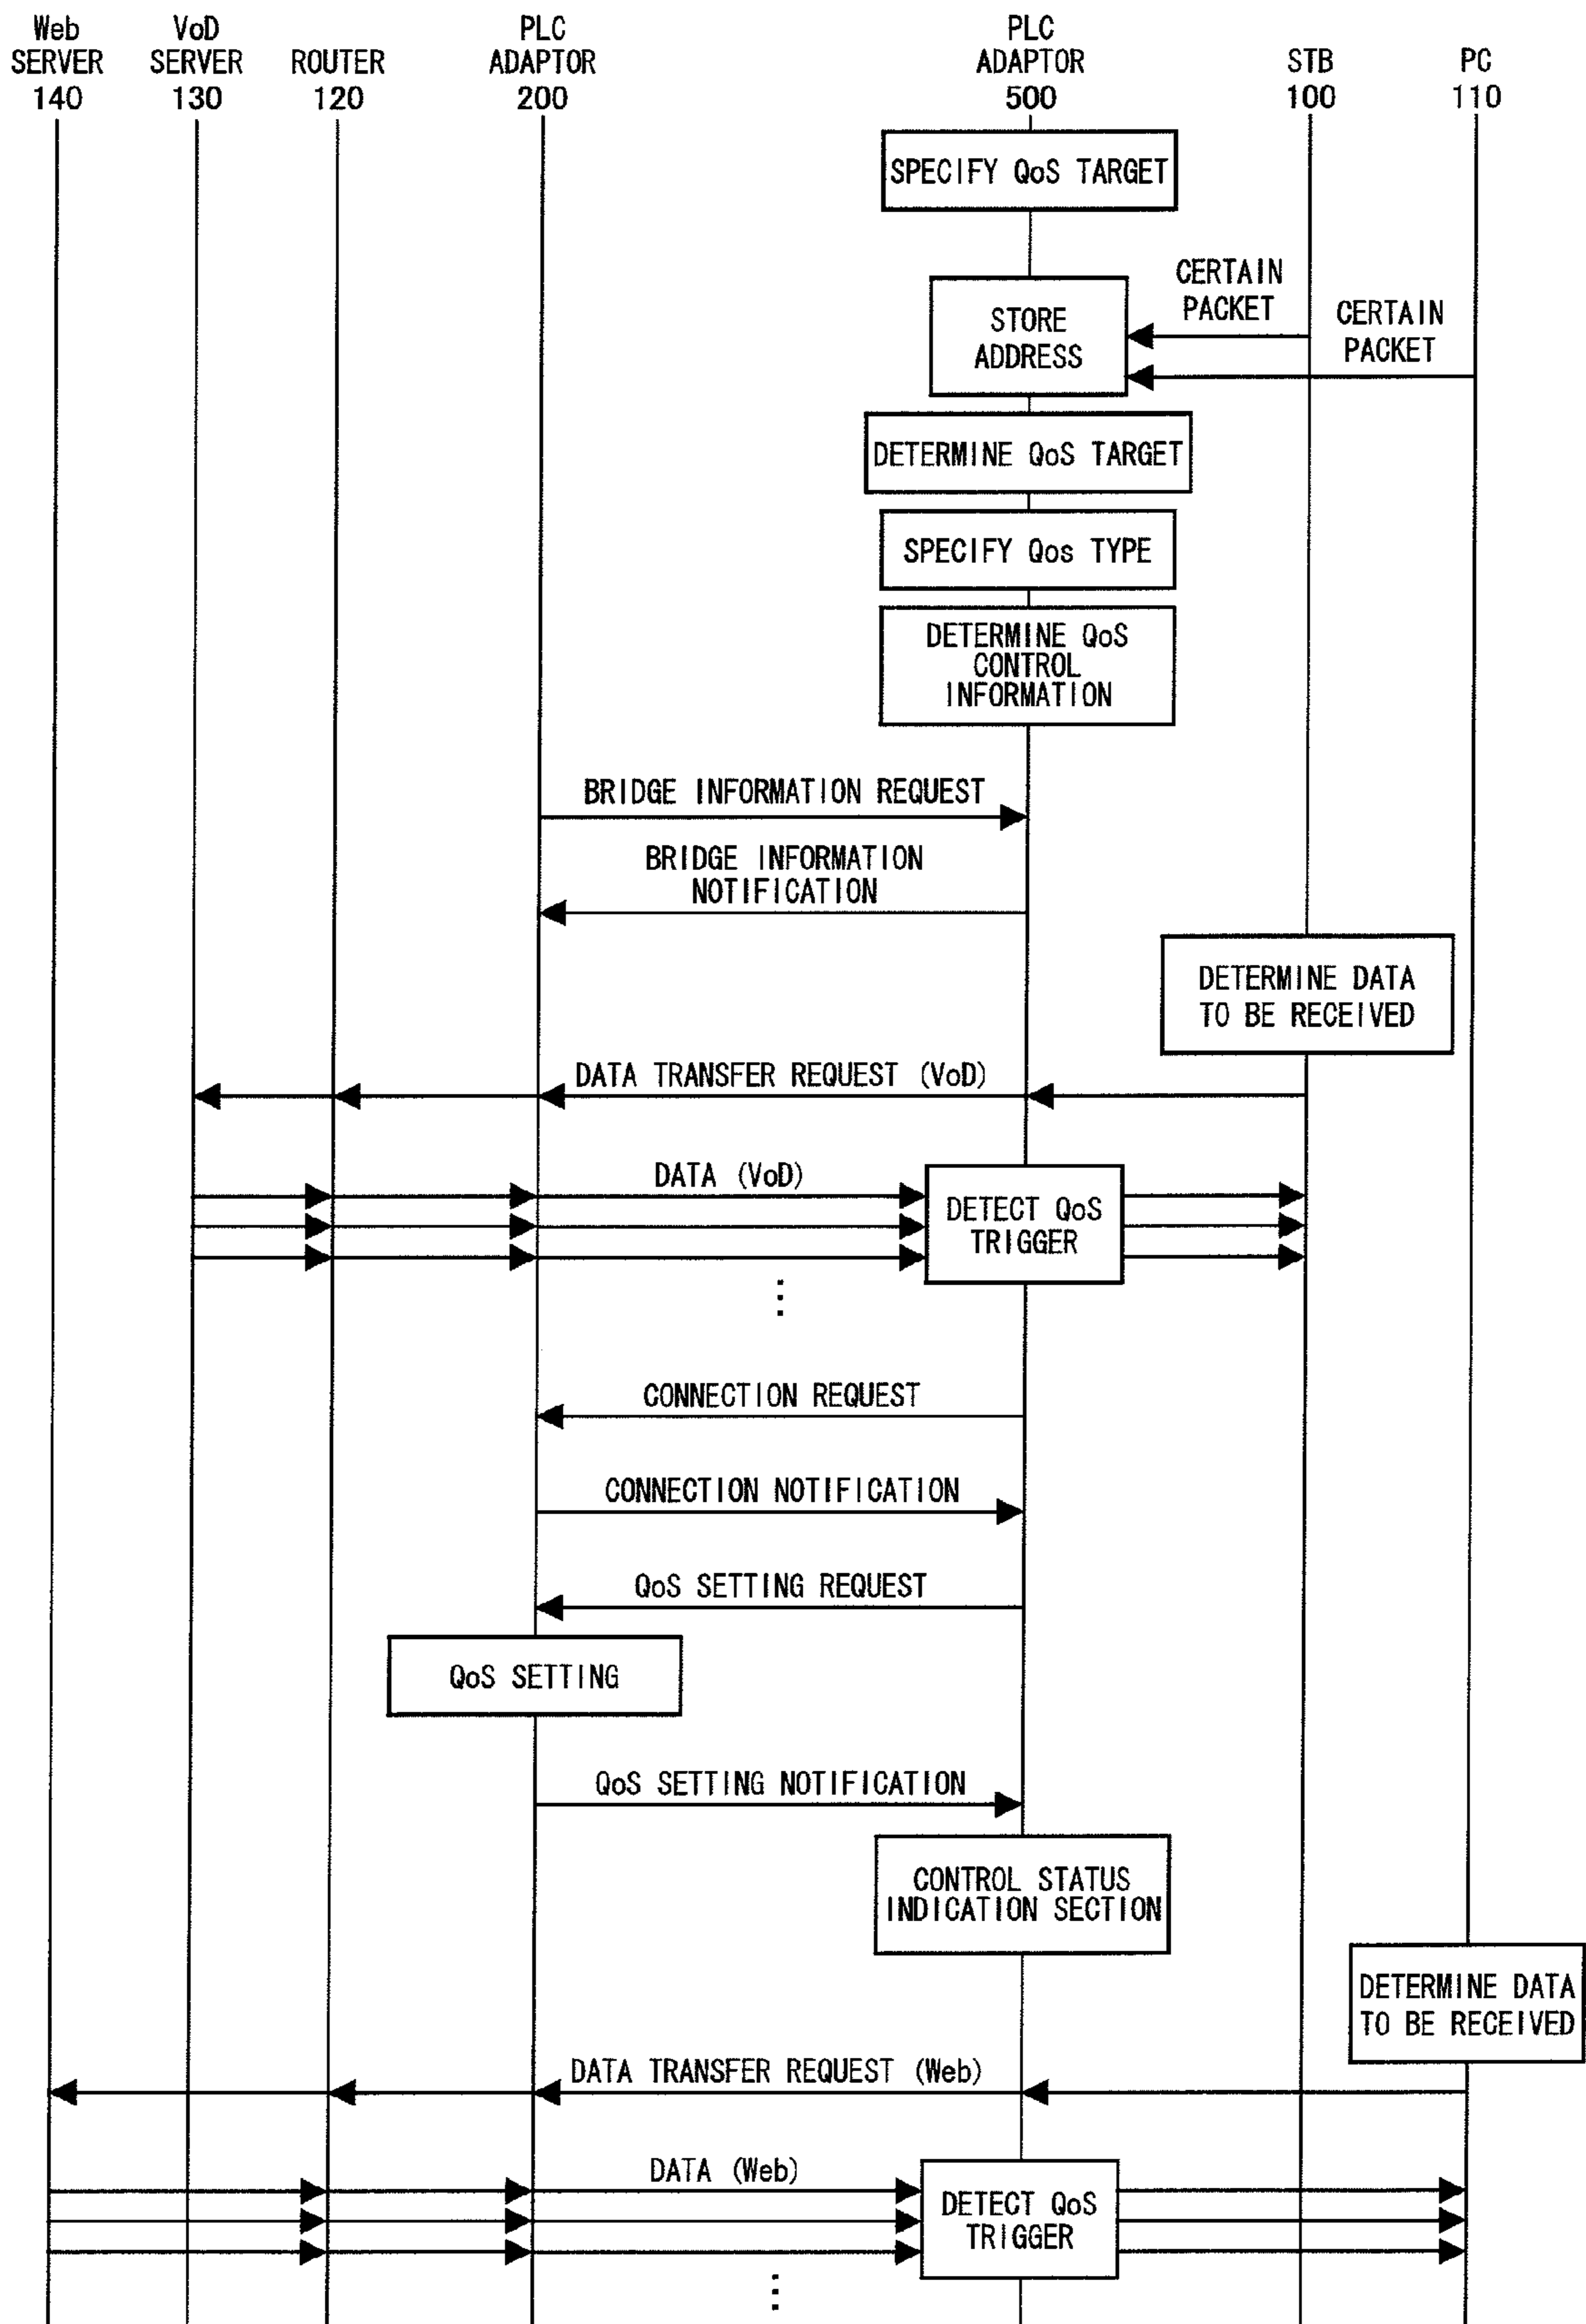 Web
SERVER
140
VoD
SERVER
130
ROUTER
120
PLC
ADAPTOR
200
PLC
ADAPTOR
500
STB
100
PC
110
SPECIFY QoS TARGET
CERTAIN
PACKET
CERTAIN
PACKET
STORE
ADDRESS
DETERMINE QoS TARGET
SPECIFY Qos TYPE
DETERMINE QoS
CONTROL
INFORMATION
BRIDGE INFORMATION REQUEST
BRIDGE INFORMATION
NOTIFICATION
DETERMINE DATA
TO BE RECEIVED
DATA TRANSFER REQUEST (VoD)
DATA (VoD)
DETECT QoS
TRIGGER
CONNECTION REQUEST
CONNECTION NOTIFICATION
QoS SETTING REQUEST
QoS SETTING
QoS SETTING NOTIFICATION
CONTROL STATUS
INDICATION SECTION
DETERMINE DATA
TO BE RECEIVED
DATA TRANSFER REQUEST (Web)
DATA (Web)
DETECT QoS
TRIGGER